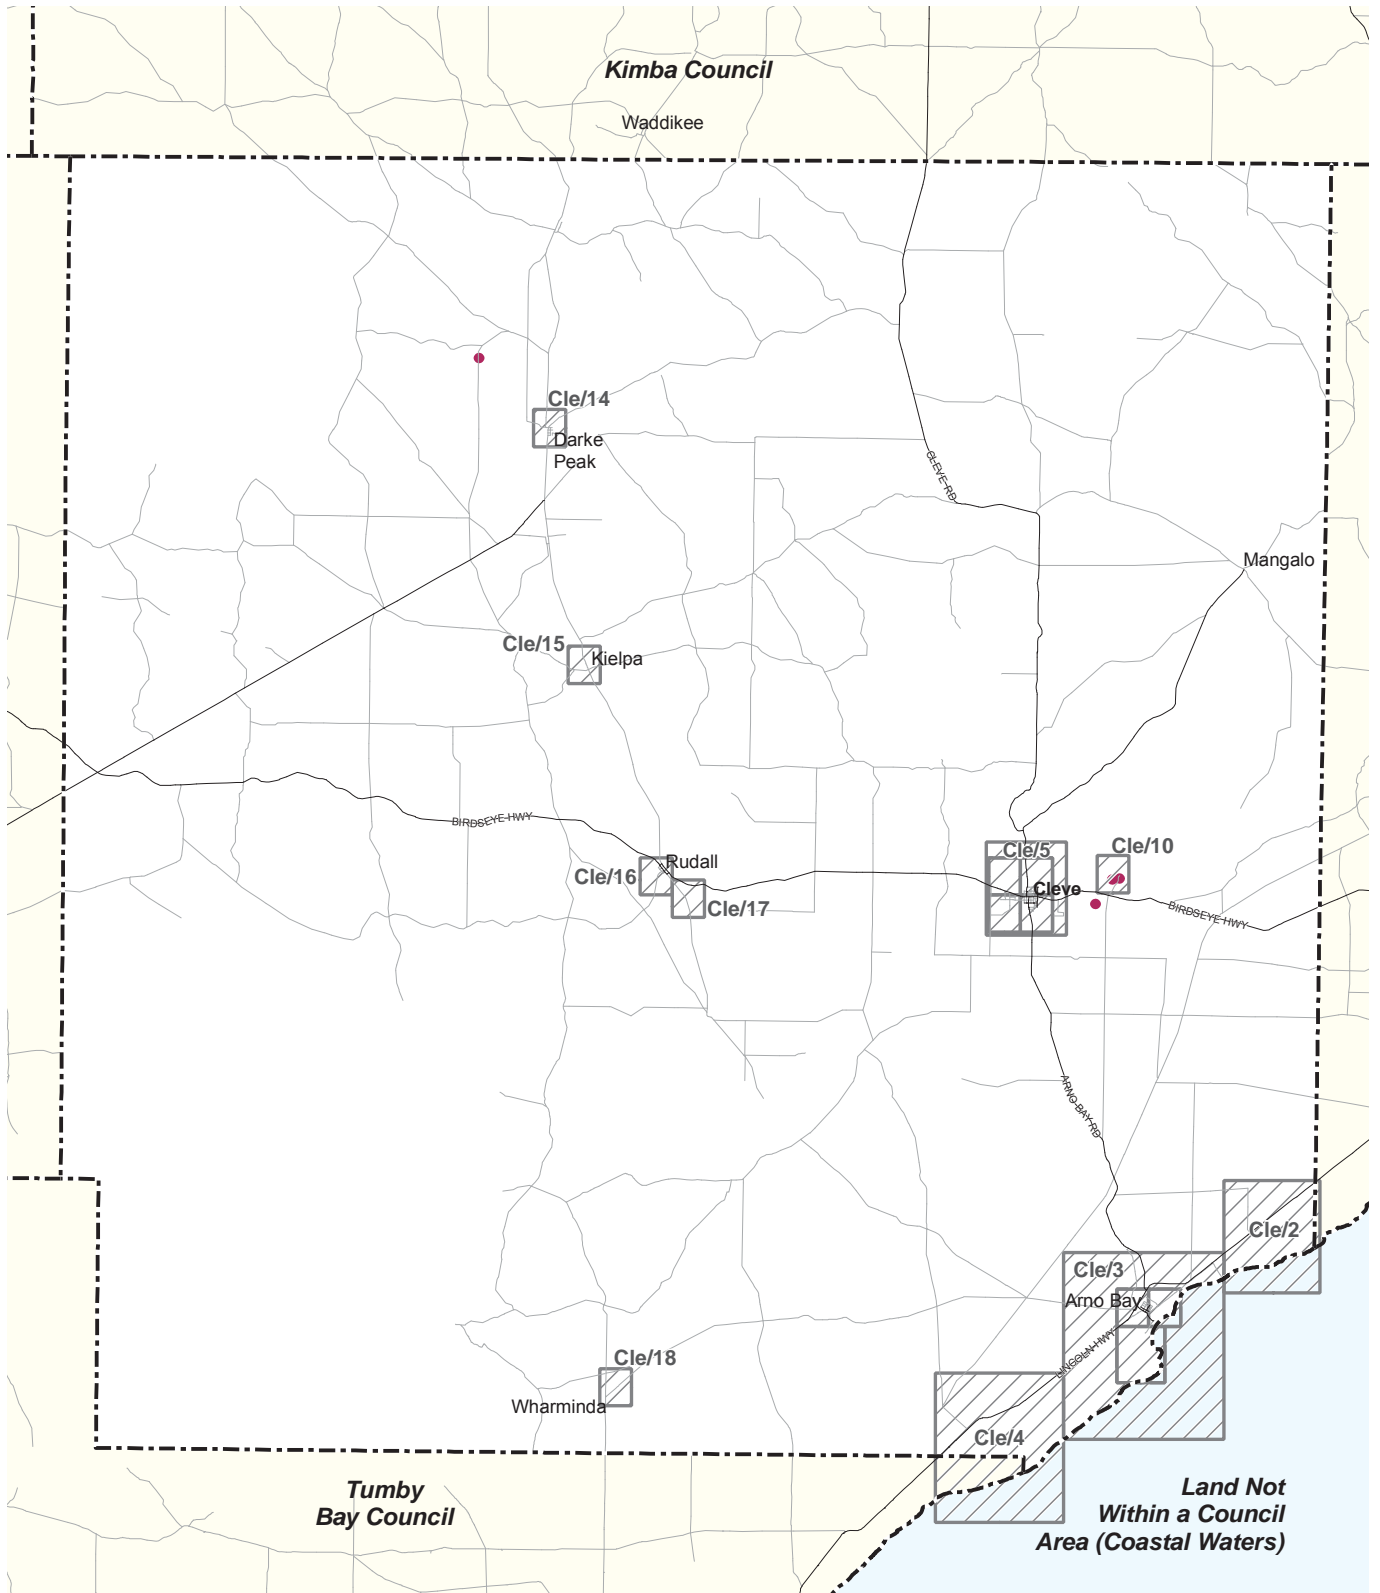 Kimba Council
Waddikee
Cle/14
Darke
Peak
CLEVE RD
Mangalo
Cle/15
Kielpa
BIRDSEYE HWY
Rudall
Cle/16
Cle/17
Cle/5
Cleve
Cle/10
BIRDSEYE HWY
ARNO BAY RD
Cle/2
Cle/3
Arno Bay
LINCOLN HWY
Cle/18
Wharminda
Cle/4
Tumby
Bay Council
Land Not
Within a Council
Area (Coastal Waters)